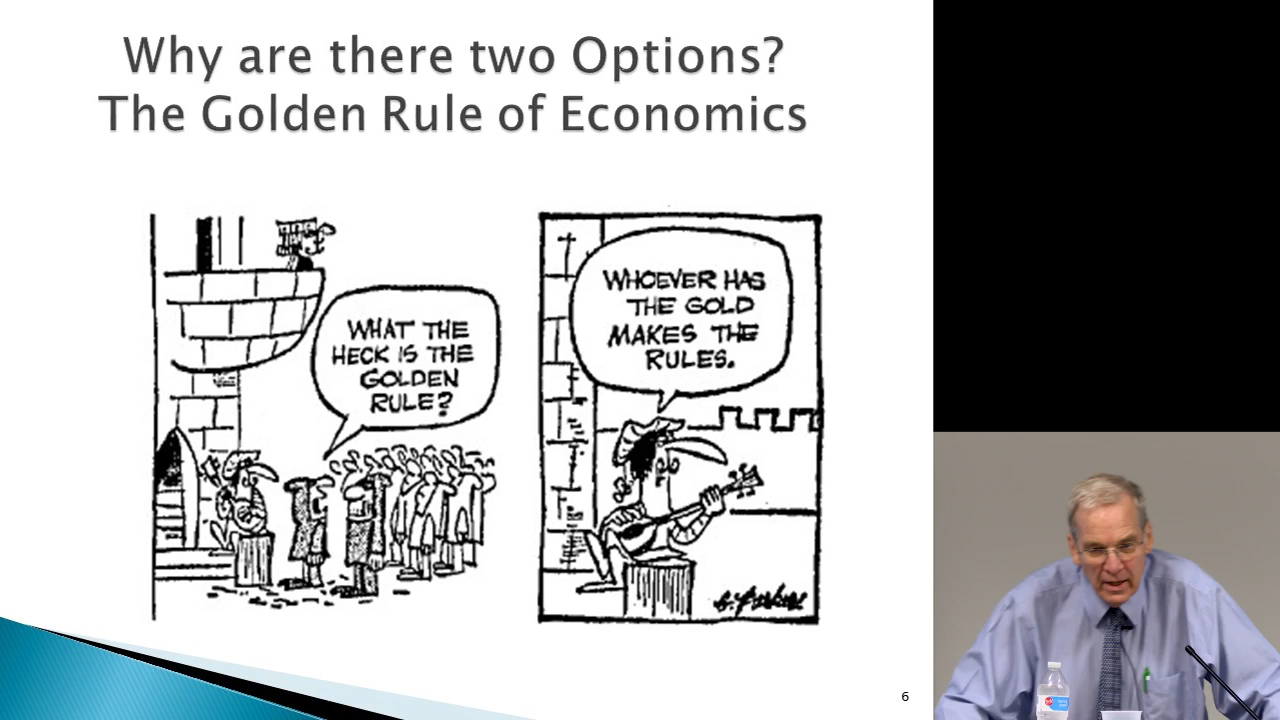 Why are there two Options?
The Golden Rule of Economics
WHAT THE
HECK IS THE
GOLDEN
RULE?
WHOEVER HAS
THE GOLD
MAKES THE
RULES.
6